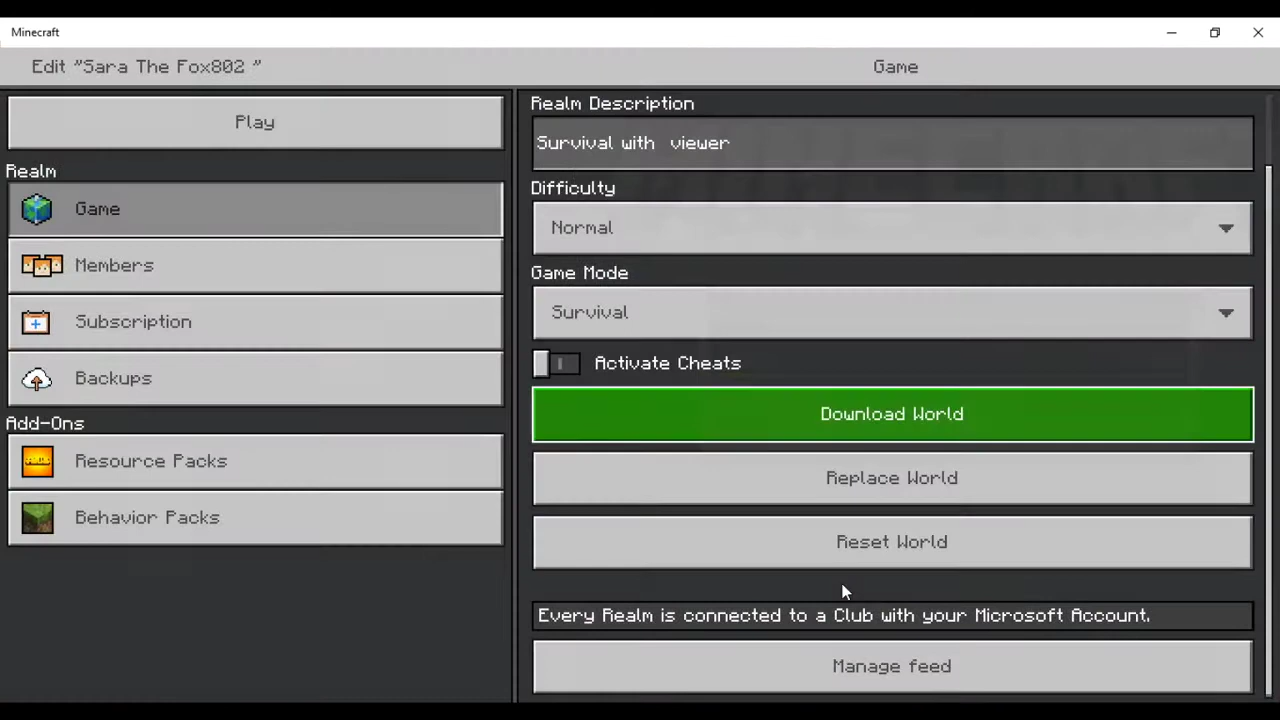 Minecraft
Edit "Sara The Fox802 "
Game
Play
Realm
Game
Members
Subscription
Backups
Add-Ons
Resource Packs
Behavior Packs
Realm Description
Survival with  viewer
Difficulty
Normal
Game Mode
Survival
Activate Cheats
Download World
Replace World
Reset World
Every Realm is connected to a Club with your Microsoft Account.
Manage feed